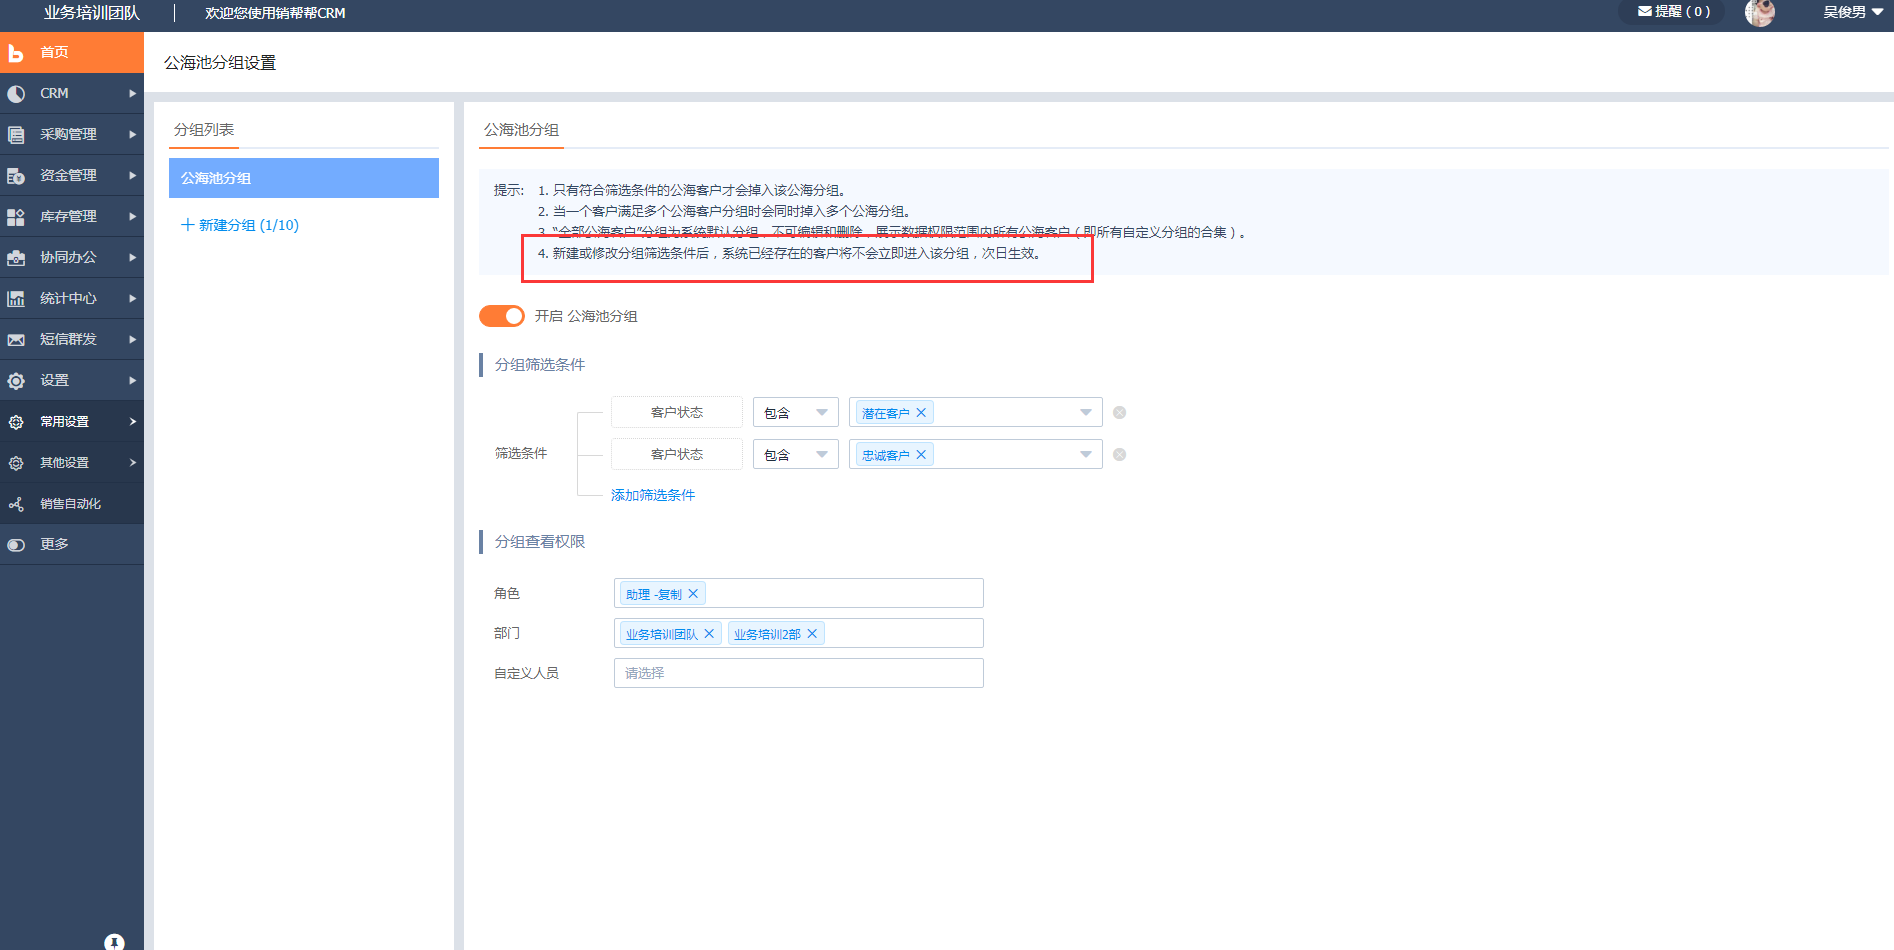 业务培训团队
欢迎您使用销帮帮CRM
提醒 ( 0 )
吴俊男
首页
CRM
采购管理
资金管理
库存管理
协同办公
统计中心
短信群发
设置
常用设置
其他设置
销售自动化
更多
公海池分组设置
分组列表
公海池分组
新建分组 (1/10)
公海池分组
提示: 1. 只有符合筛选条件的公海客户才会掉入该公海分组。
2. 当一个客户满足多个公海客户分组时会同时掉入多个公海分组。
3. “全部公海客户”分组为系统默认分组，不可编辑和删除，展示数据权限范围内所有公海客户 ( 即所有自定义分组的合集 ) 。
4. 新建或修改分组筛选条件后，系统已经存在的客户将不会立即进入该分组，次日生效。
开启 公海池分组
分组筛选条件
筛选条件
客户状态 包含 潜在客户
客户状态 包含 忠诚客户
添加筛选条件
分组查看权限
角色 助理 -复制
部门 业务培训团队 业务培训2部
自定义人员 请选择